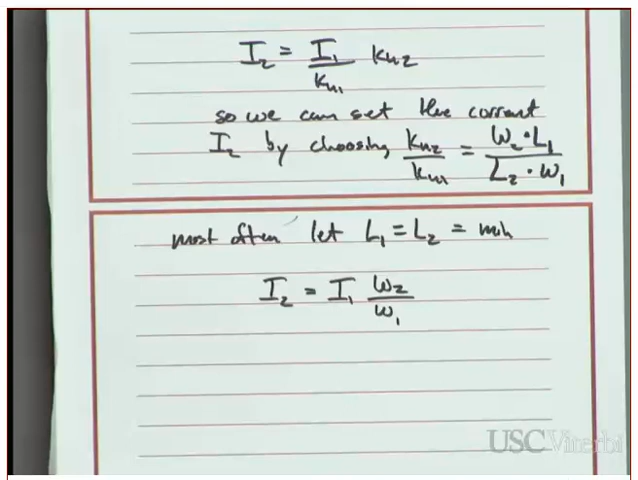 I₂ = I₁/kn₁ kn₂
so we can set the current
I₂ by choosing kn₂/kn₁ = W₂·L₁/L₂·W₁
most often let L₁ = L₂ = min
I₂ = I₁ W₂/W₁
USC Viterbi